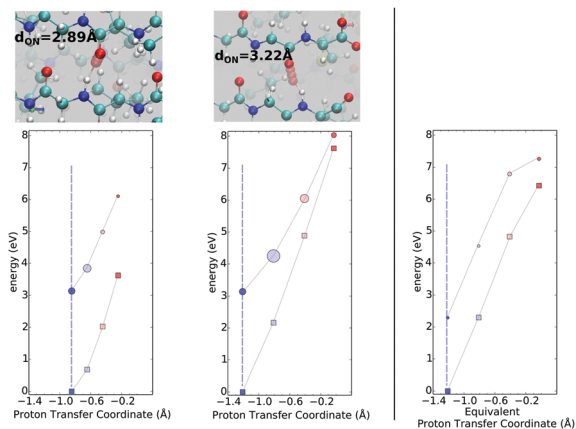 dON=2.89Å
dON=3.22Å
8
7
6
5
4
3
2
1
0
energy (eV)
−1.4 −1.0 −0.6 −0.2
Proton Transfer Coordinate (Å)
8
7
6
5
4
3
2
1
0
energy (eV)
−1.4 −1.0 −0.6 −0.2
Proton Transfer Coordinate (Å)
8
7
6
5
4
3
2
1
0
energy (eV)
−1.4 −1.0 −0.6 −0.2
Equivalent
Proton Transfer Coordinate (Å)